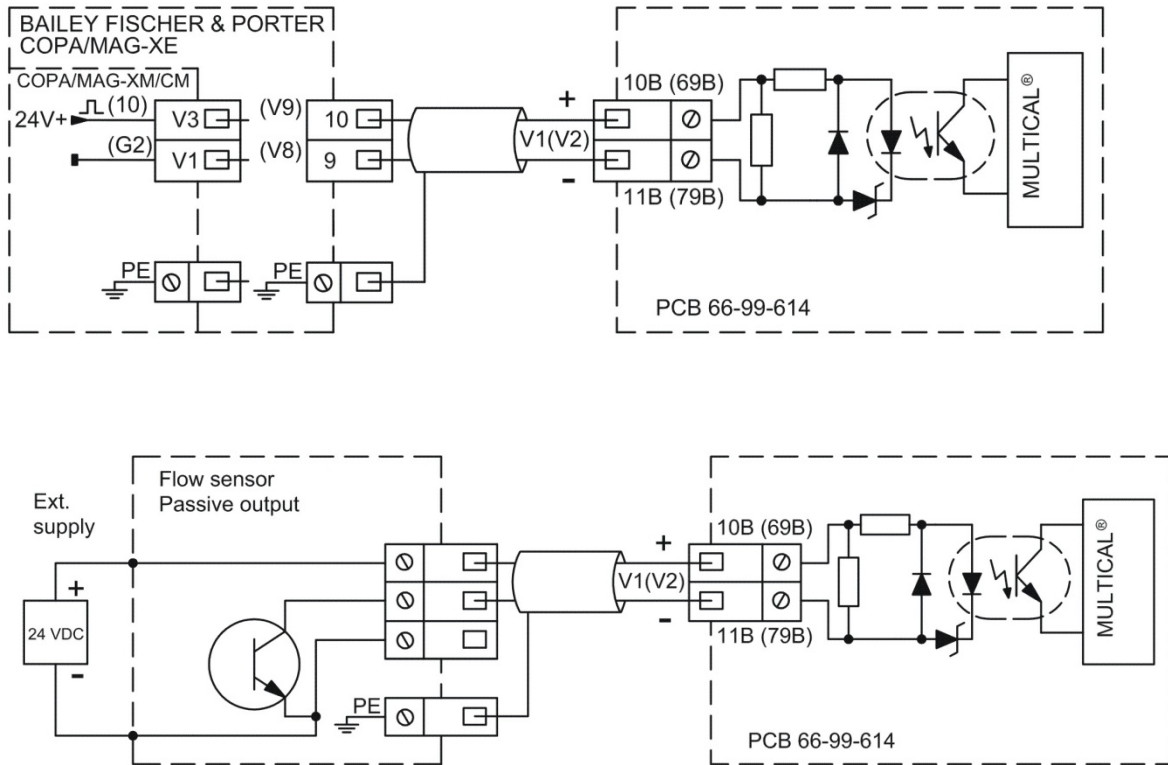 BAILEY FISCHER & PORTER
COPA/MAG-XE
COPA/MAG-XM/CM
24V+
(10)
V3
(V9)
10
(G2)
V1
(V8)
9
PE
PE
+
V1(V2)
-
10B (69B)
11B (79B)
MULTICAL®
PCB 66-99-614
Ext.
supply
Flow sensor
Passive output
+
24 VDC
-
PE
+
V1(V2)
-
10B (69B)
11B (79B)
MULTICAL®
PCB 66-99-614